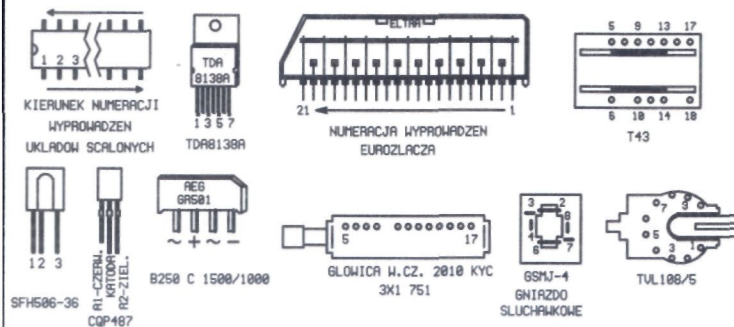 1 2 3
KIERUNEK NUMERACJI
WYPROWADZEN
UKLADOW SCALONYCH
TDA
8138A
1 3 5 7
TDA8138A
ELTRA
21 1
NUMERACJA WYPROWADZEN
EUROZLACZA
5 9 13 17
6 10 14 18
T43
12 3
SFH506-36
A1-CZERW.
KATODA
A2-ZIEL.
CQP487
AEG
GR501
~ + ~ -
B250 C 1500/1000
5 17
GLOWICA W.CZ. 2010 KYC
3X1 751
3 2
4 8
6 7
GSMJ-4
GNIAZDO
SLUCHAWKOWE
7 9
5
3 1
TVL108/5